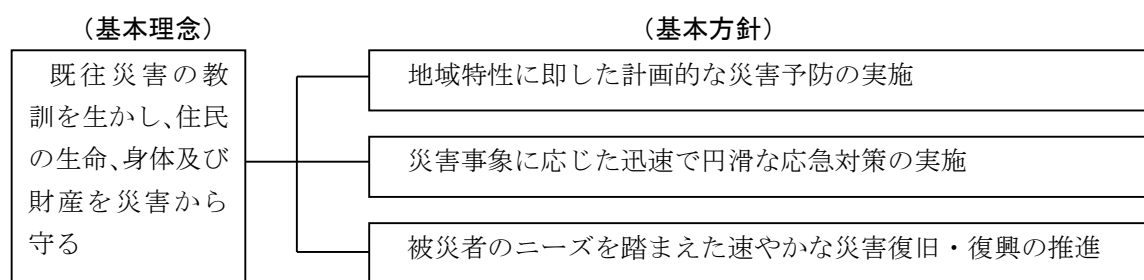 （基本理念）
（基本方針）
既往災害の教
訓を生かし、住民
の生命、身体及び
財産を災害から
守る
地域特性に即した計画的な災害予防の実施
災害事象に応じた迅速で円滑な応急対策の実施
被災者のニーズを踏まえた速やかな災害復旧・復興の推進